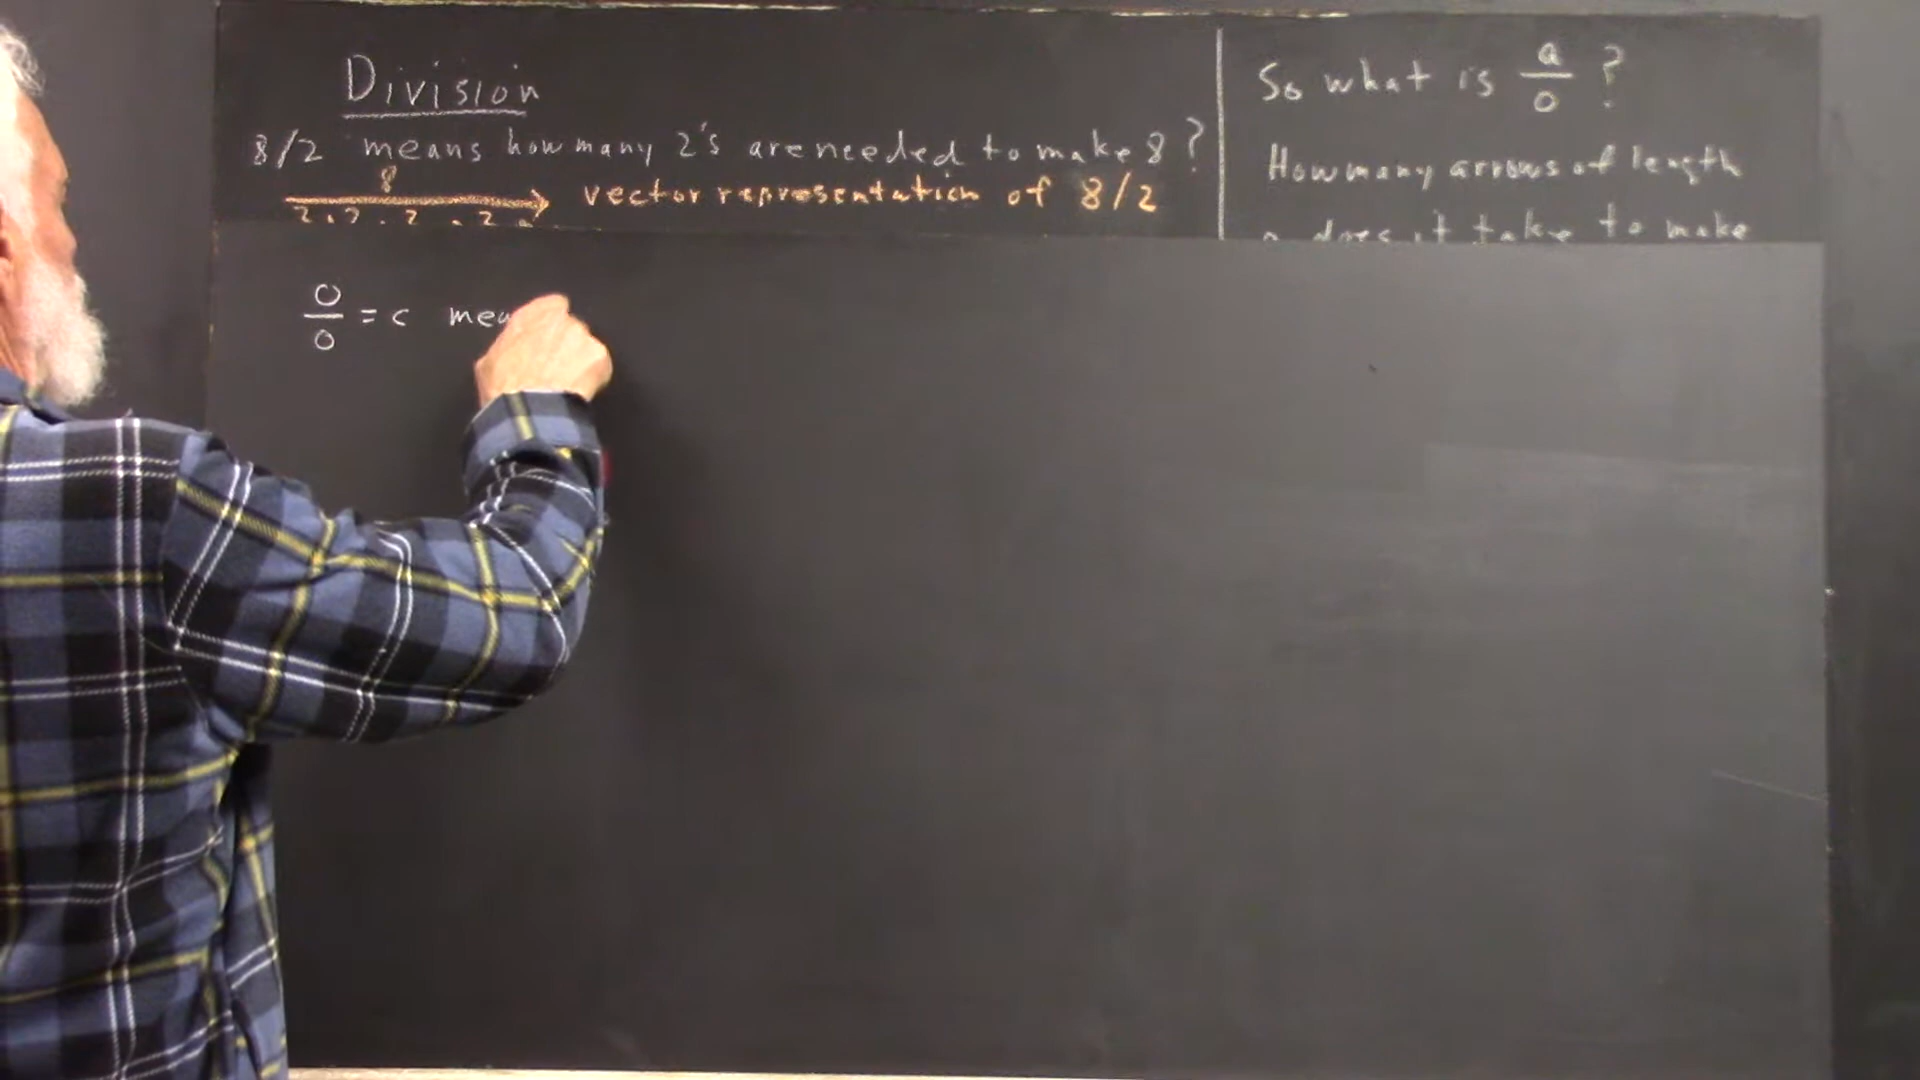 Division
8/2 means how many 2's are needed to make 8?
8
2 2 2 2
vector representation of 8/2
So what is a/0?
How many arrows of length
does it take to make
0/0 = c mea